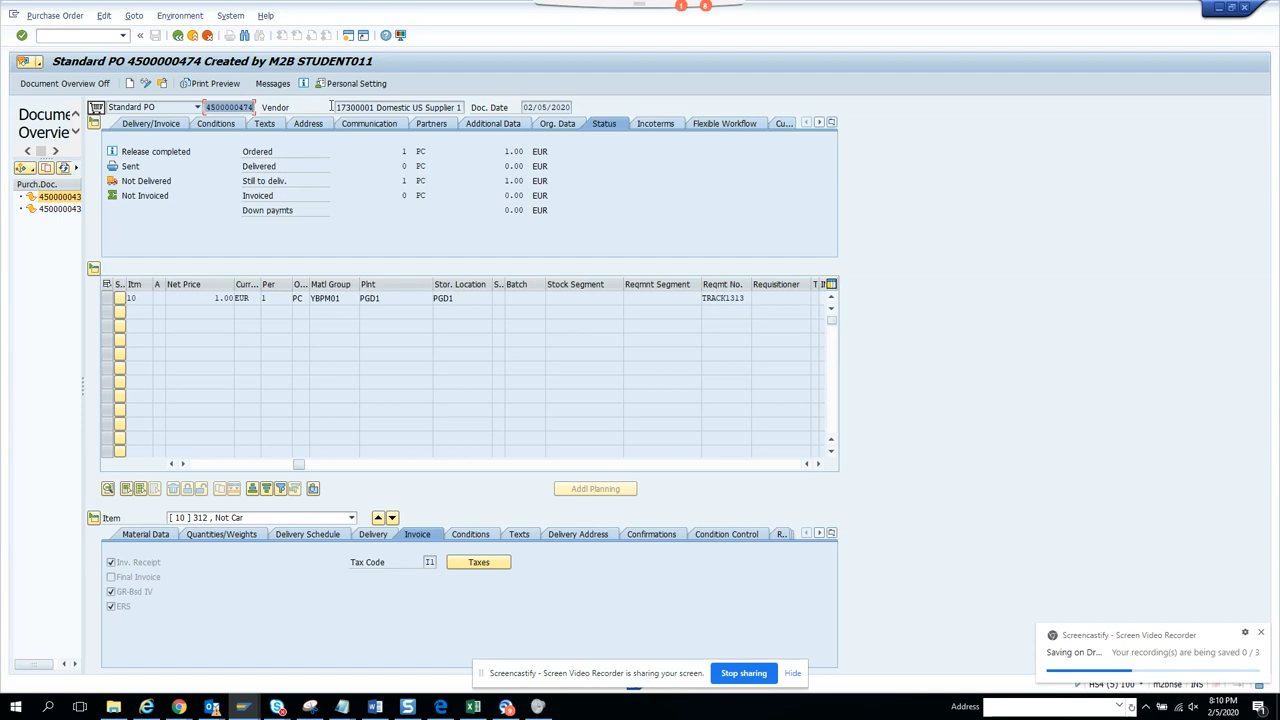 Purchase Order Edit Goto Environment System Help
1 8
Standard PO 4500000474 Created by M2B STUDENT011
Document Overview Off Print Preview Messages Personal Setting
Standard PO 4500000474 Vendor 17300001 Domestic US Supplier 1 Doc. Date 02/05/2020
Docume
Overvie
Delivery/Invoice Conditions Texts Address Communication Partners Additional Data Org. Data Status Incoterms Flexible Workflow Cu...
Release completed Ordered 1 PC 1.00 EUR
Sent Delivered 0 PC 0.00 EUR
Not Delivered Still to deliv. 1 PC 1.00 EUR
Not Invoiced Invoiced 0 PC 0.00 EUR
Down paymts 0.00 EUR
Purch.Doc.
450000043
450000043
S.. Itm A Net Price Curr... Per O... Matl Group Plnt Stor. Location S.. Batch Stock Segment Reqmnt Segment Reqmt No. Requisitioner T
10 1.00 EUR 1 PC YBPM01 PGD1 PGD1 TRACK1313
Addl Planning
Item [ 10 ] 312 , Not Car
Material Data Quantities/Weights Delivery Schedule Delivery Invoice Conditions Texts Delivery Address Confirmations Condition Control R..
Inv. Receipt Tax Code I1 Taxes
Final Invoice
GR-Bsd IV
ERS
Screencastify - Screen Video Recorder
Saving on Dr... Your recording(s) are being saved 0 / 3
Screencastify - Screen Video Recorder is sharing your screen. Stop sharing Hide
HS4 (5) 100 m2bhse INS
Address
8:10 PM
2/5/2020